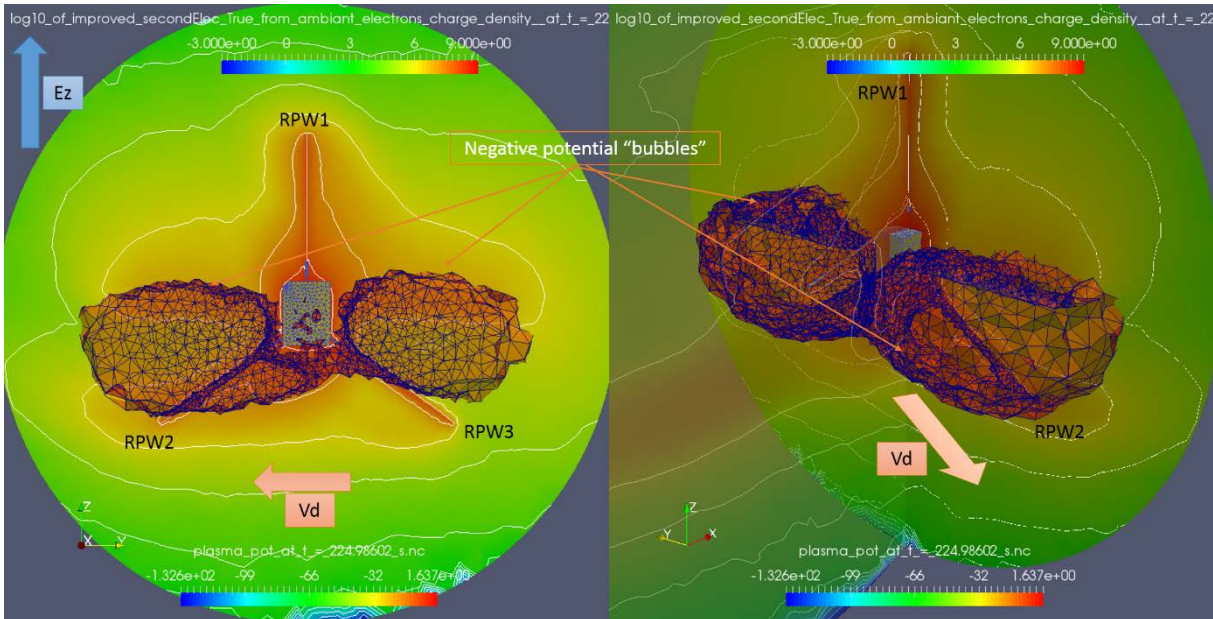 log10_of_improved_secondElec_True_from_ambiant_electrons_charge_density__at_t_=_22
-3.000e+00 0 3 6 9.000e+00
Ez
RPW1
Negative potential “bubbles”
RPW2
RPW3
Vd
Z
X Y
plasma_pot_at_t_=_224.98602_s.nc
-1.326e+02 -99 -66 -32 1.637e+00
log10_of_improved_secondElec_True_from_ambiant_electrons_charge_density__at_t_=_22
-3.000e+00 0 3 6 9.000e+00
RPW1
RPW2
Vd
Z
Y X
plasma_pot_at_t_=_224.98602_s.nc
-1.326e+02 -99 -66 -32 1.637e+00